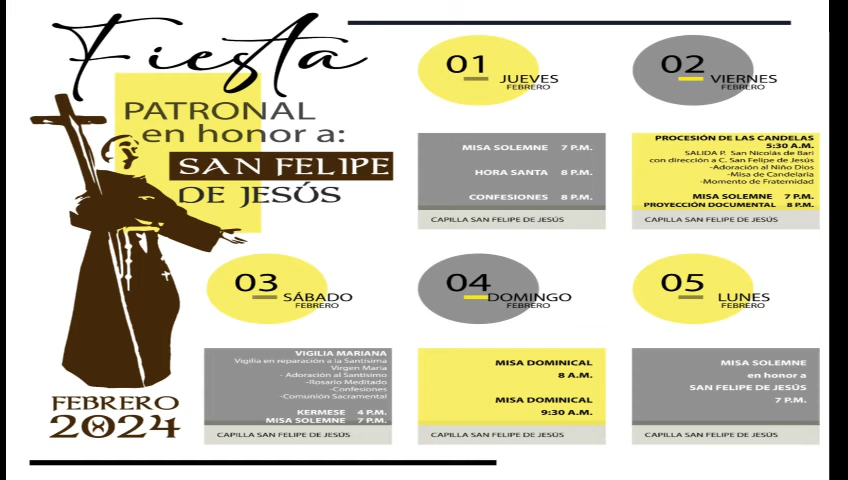 Fiesta
PATRONAL
en honor a:
SAN FELIPE
DE JESÚS
FEBRERO
2024
01
JUEVES
FEBRERO
MISA SOLEMNE 7 P.M.
HORA SANTA 8 P.M.
CONFESIONES 8 P.M.
CAPILLA SAN FELIPE DE JESÚS
02
VIERNES
FEBRERO
PROCESIÓN DE LAS CANDELAS
5:30 A.M.
SALIDA P. San Nicolás de Bari
con dirección a C. San Felipe de Jesús
-Adoración al Niño Dios
-Misa de Candelaria
-Momento de Fraternidad
MISA SOLEMNE 7 P.M.
PROYECCIÓN DOCUMENTAL 8 P.M.
CAPILLA SAN FELIPE DE JESÚS
03
SÁBADO
FEBRERO
VIGILIA MARIANA
Vigilia en reparación a la Santísima
Virgen María
- Adoración al Santísimo
-Rosario Meditado
-Confesiones
-Comunión Sacramental
KERMESE 4 P.M.
MISA SOLEMNE 7 P.M.
CAPILLA SAN FELIPE DE JESÚS
04
DOMINGO
FEBRERO
MISA DOMINICAL
8 A.M.
MISA DOMINICAL
9:30 A.M.
CAPILLA SAN FELIPE DE JESÚS
05
LUNES
FEBRERO
MISA SOLEMNE
en honor a
SAN FELIPE DE JESÚS
7 P.M.
CAPILLA SAN FELIPE DE JESÚS